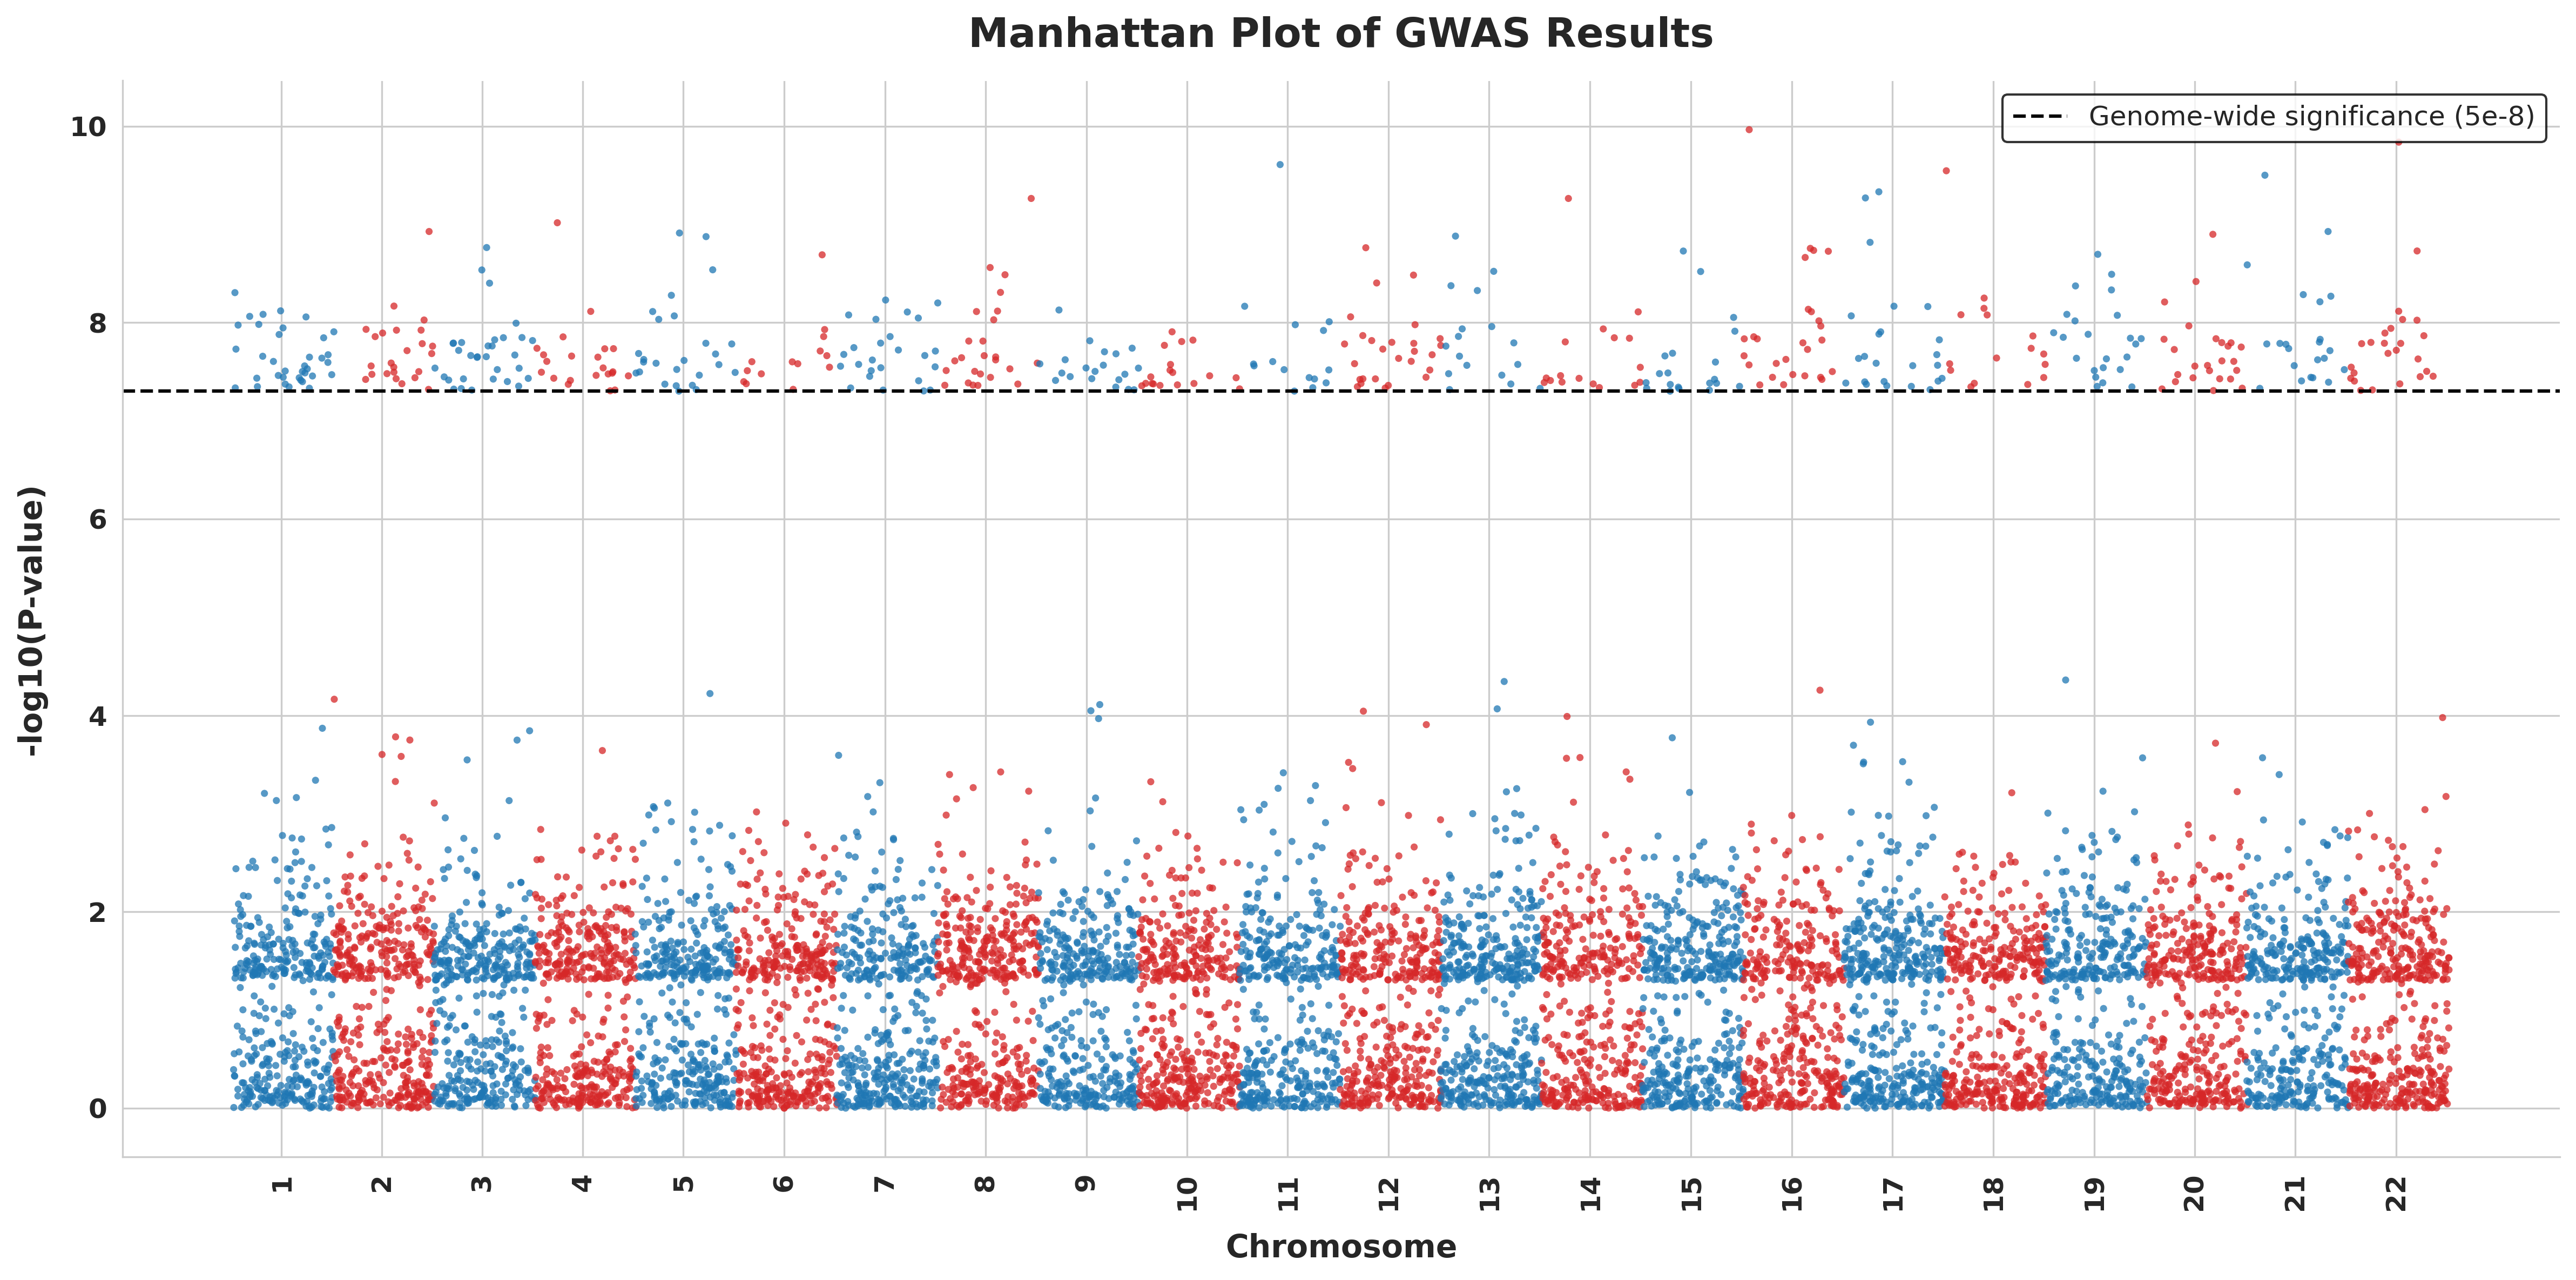 Manhattan Plot of GWAS Results
Genome-wide significance (5e-8)
-log10(P-value)
10
8
6
4
2
0
1 2 3 4 5 6 7 8 9 10 11 12 13 14 15 16 17 18 19 20 21 22
Chromosome